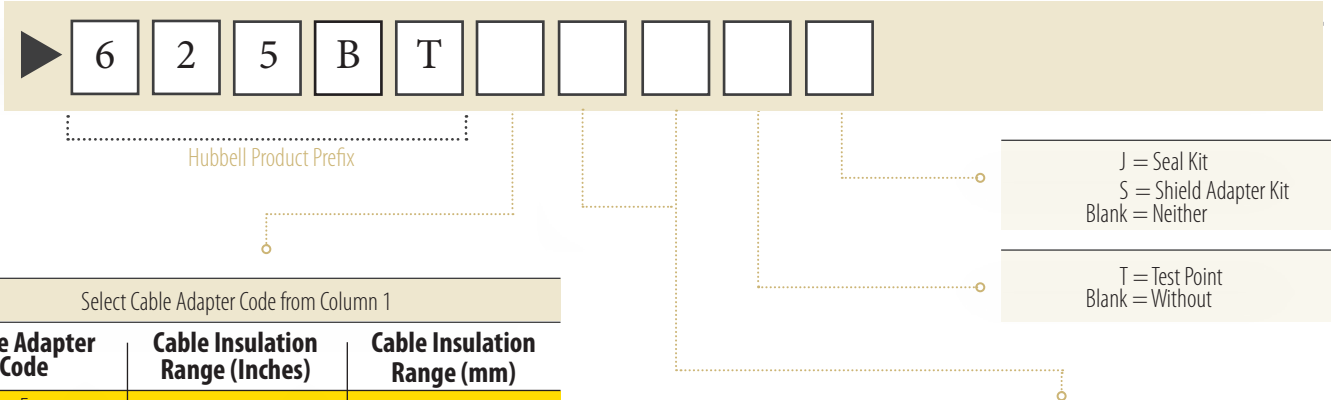 6 2 5 B T
Hubbell Product Prefix
J = Seal Kit
S = Shield Adapter Kit
Blank = Neither
T = Test Point
Blank = Without
Select Cable Adapter Code from Column 1
Adapter Cable Insulation Cable Insulation
Code Range (Inches) Range (mm)